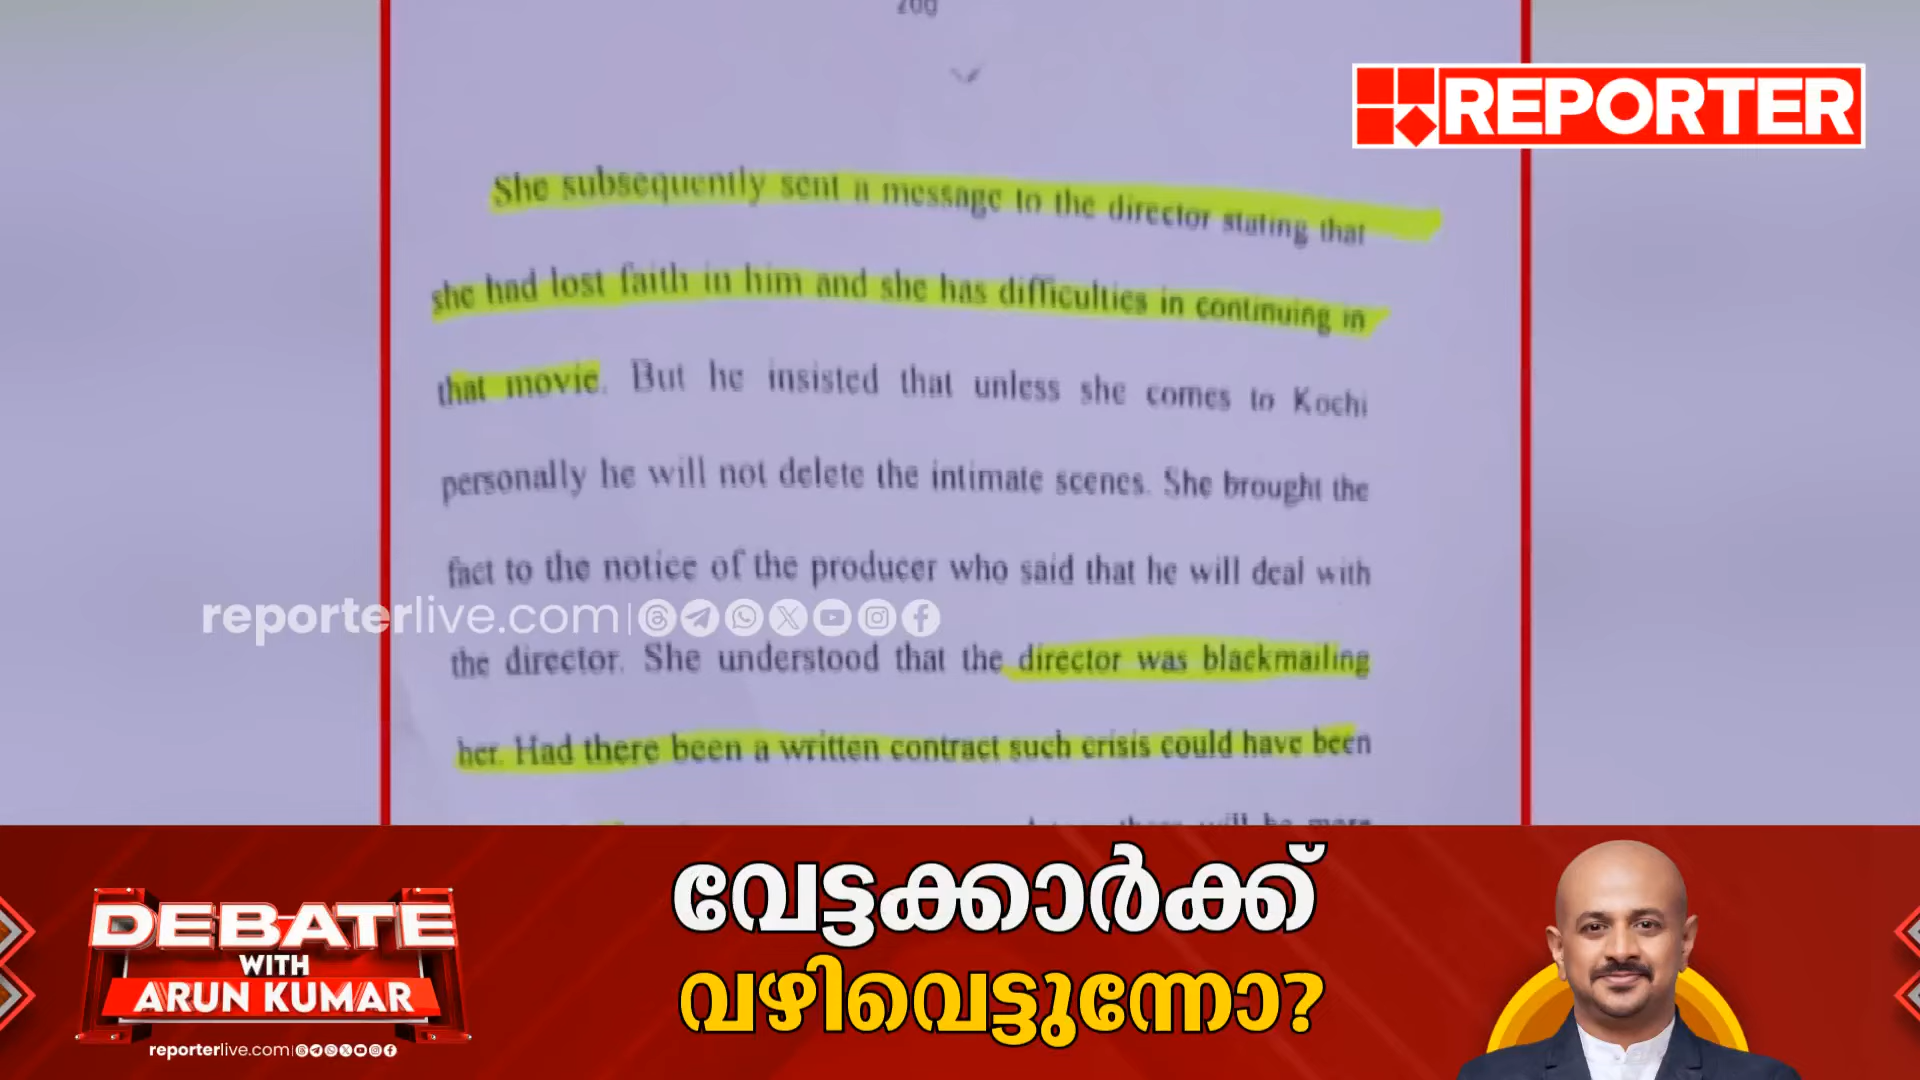 REPORTER
She subsequently sent a message to the director stating that
she had lost faith in him and she has difficulties in continuing in
that movie. But he insisted that unless she comes to Kochi
personally he will not delete the intimate scenes. She brought the
fact to the notice of the producer who said that he will deal with
reporterlive.com
the director. She understood that the director was blackmailing
her. Had there been a written contract such crisis could have been
there will be more
DEBATE
WITH
ARUN KUMAR
reporterlive.com
വേട്ടക്കാർക്ക്
വഴിവെട്ടുന്നോ?